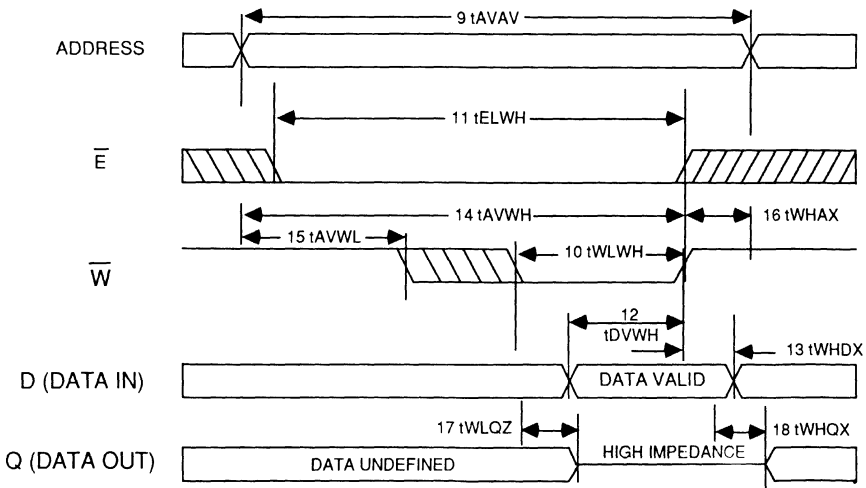 9 tAVAV
ADDRESS
11 tELWH
E
14 tAVWH
16 tWHAX
15 tAVWL
10 tWLWH
W
12
tDVWH
13 tWHDX
D (DATA IN)
DATA VALID
17 tWLQZ
18 tWHQX
Q (DATA OUT)
DATA UNDEFINED
HIGH IMPEDANCE